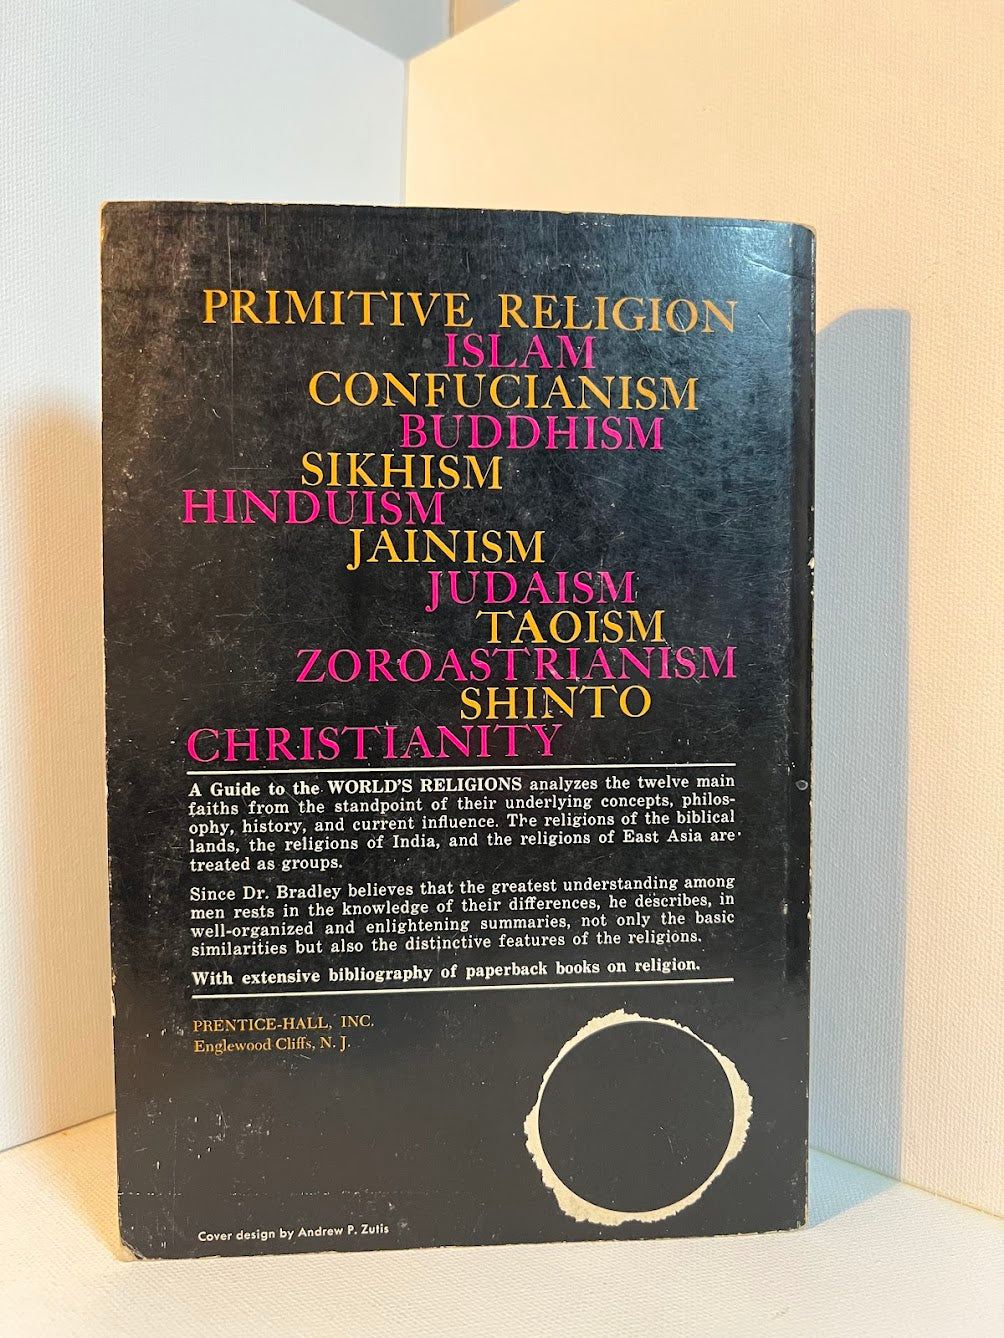 PRIMITIVE RELIGION
ISLAM
CONFUCIANISM
BUDDHISM
SIKHISM
HINDUISM
JAINISM
JUDAISM
TAOISM
ZOROASTRIANISM
SHINTO
CHRISTIANITY
A Guide to the WORLD'S RELIGIONS analyzes the twelve main
faiths from the standpoint of their underlying concepts, philos-
ophy, history, and current influence. The religions of the biblical
lands, the religions of India, and the religions of East Asia are
treated as groups.
Since Dr. Bradley believes that the greatest understanding among
men rests in the knowledge of their differences, he describes, in
well-organized and enlightening summaries, not only the basic
similarities but also the distinctive features of the religions.
With extensive bibliography of paperback books on religion.
PRENTICE-HALL, INC.
Englewood Cliffs, N. J.
Cover design by Andrew P. Zutis